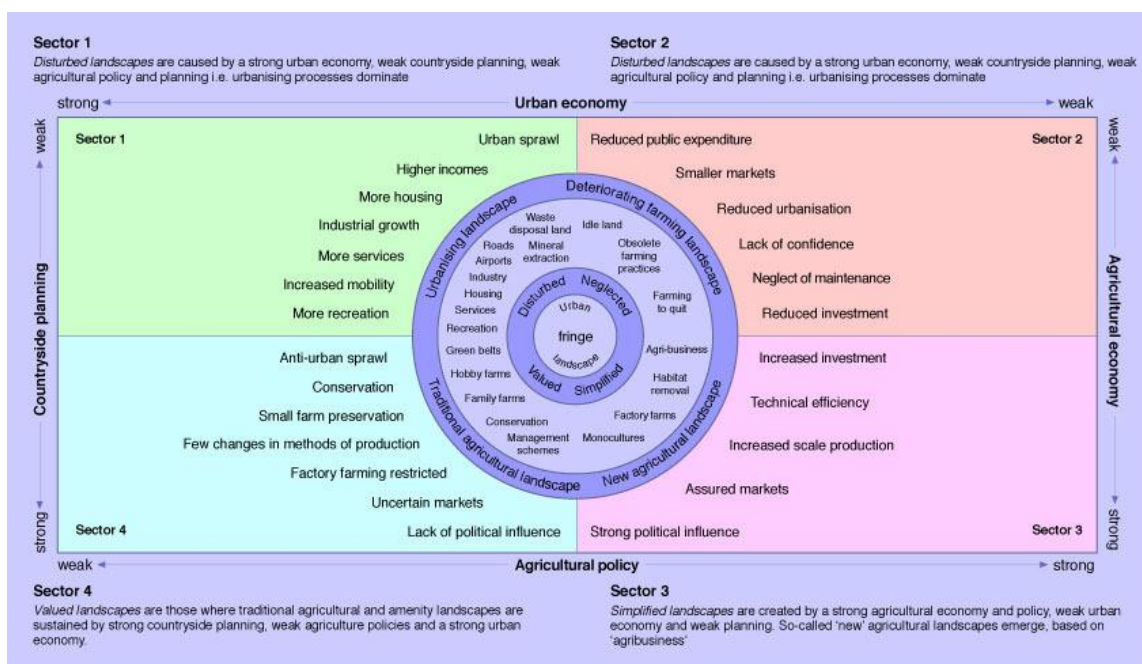 Sector 1
Disturbed landscapes are caused by a strong urban economy, weak countryside planning, weak
agricultural policy and planning i.e. urbanising processes dominate
Sector 2
Disturbed landscapes are caused by a strong urban economy, weak countryside planning, weak
agricultural policy and planning i.e. urbanising processes dominate
strong
Urban economy
weak
weak
Countryside planning
strong
weak
Agricultural economy
strong
Sector 1
Urban sprawl
Higher incomes
More housing
Industrial growth
More services
Increased mobility
More recreation
Sector 2
Reduced public expenditure
Smaller markets
Reduced urbanisation
Lack of confidence
Neglect of maintenance
Reduced investment
Urbanising landscape
Deteriorating farming landscape
Waste
disposal land
Idle land
Roads
Mineral
extraction
Airports
Obsolete
farming
practices
Industry
Housing
Services
Farming
to quit
Recreation
Green belts
Agri-business
Hobby farms
Habitat
removal
Family farms
Factory farms
Conservation
Management
schemes
Monocultures
Disturbed
Neglected
Urban
fringe
landscape
Valued
Simplified
Traditional agricultural landscape
New agricultural landscape
Anti-urban sprawl
Conservation
Small farm preservation
Few changes in methods of production
Factory farming restricted
Uncertain markets
Lack of political influence
Sector 4
Increased investment
Technical efficiency
Increased scale production
Assured markets
Strong political influence
Sector 3
weak
Agricultural policy
strong
Sector 4
Valued landscapes are those where traditional agricultural and amenity landscapes are
sustained by strong countryside planning, weak agriculture policies and a strong urban
economy.
Sector 3
Simplified landscapes are created by a strong agricultural economy and policy, weak urban
economy and weak planning. So-called 'new' agricultural landscapes emerge, based on
'agribusiness'